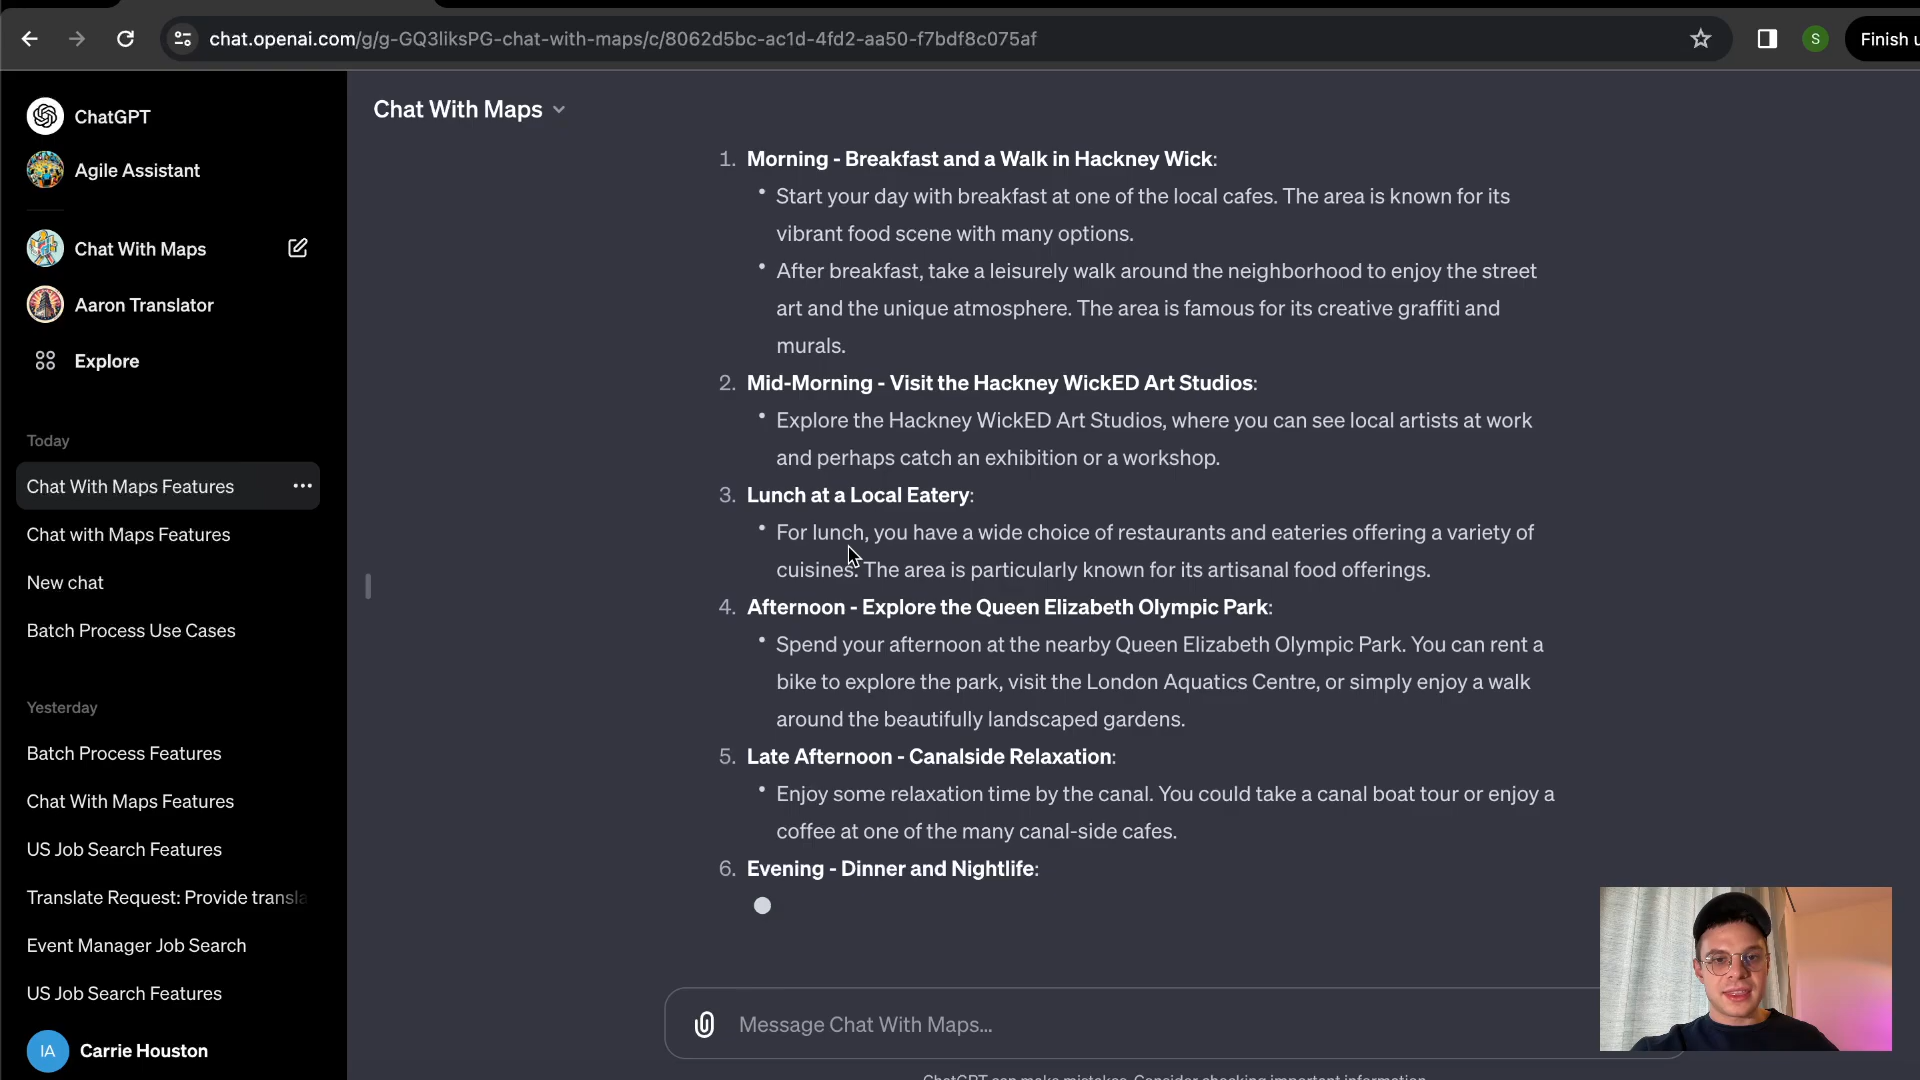 chat.openai.com/g/g-GQ3liksPG-chat-with-maps/c/8062d5bc-ac1d-4fd2-aa50-f7bdf8c075af
S
Finish u
ChatGPT
Agile Assistant
Chat With Maps
Aaron Translator
Explore
Today
Chat With Maps Features
Chat with Maps Features
New chat
Batch Process Use Cases
Yesterday
Batch Process Features
Chat With Maps Features
US Job Search Features
Translate Request: Provide transla
Event Manager Job Search
US Job Search Features
IA
Carrie Houston
Chat With Maps
1. Morning - Breakfast and a Walk in Hackney Wick:
• Start your day with breakfast at one of the local cafes. The area is known for its
vibrant food scene with many options.
• After breakfast, take a leisurely walk around the neighborhood to enjoy the street
art and the unique atmosphere. The area is famous for its creative graffiti and
murals.
2. Mid-Morning - Visit the Hackney WickED Art Studios:
• Explore the Hackney WickED Art Studios, where you can see local artists at work
and perhaps catch an exhibition or a workshop.
3. Lunch at a Local Eatery:
• For lunch, you have a wide choice of restaurants and eateries offering a variety of
cuisines. The area is particularly known for its artisanal food offerings.
4. Afternoon - Explore the Queen Elizabeth Olympic Park:
• Spend your afternoon at the nearby Queen Elizabeth Olympic Park. You can rent a
bike to explore the park, visit the London Aquatics Centre, or simply enjoy a walk
around the beautifully landscaped gardens.
5. Late Afternoon - Canalside Relaxation:
• Enjoy some relaxation time by the canal. You could take a canal boat tour or enjoy a
coffee at one of the many canal-side cafes.
6. Evening - Dinner and Nightlife:
Message Chat With Maps...
ChatGPT can make mistakes. Consider checking important information.